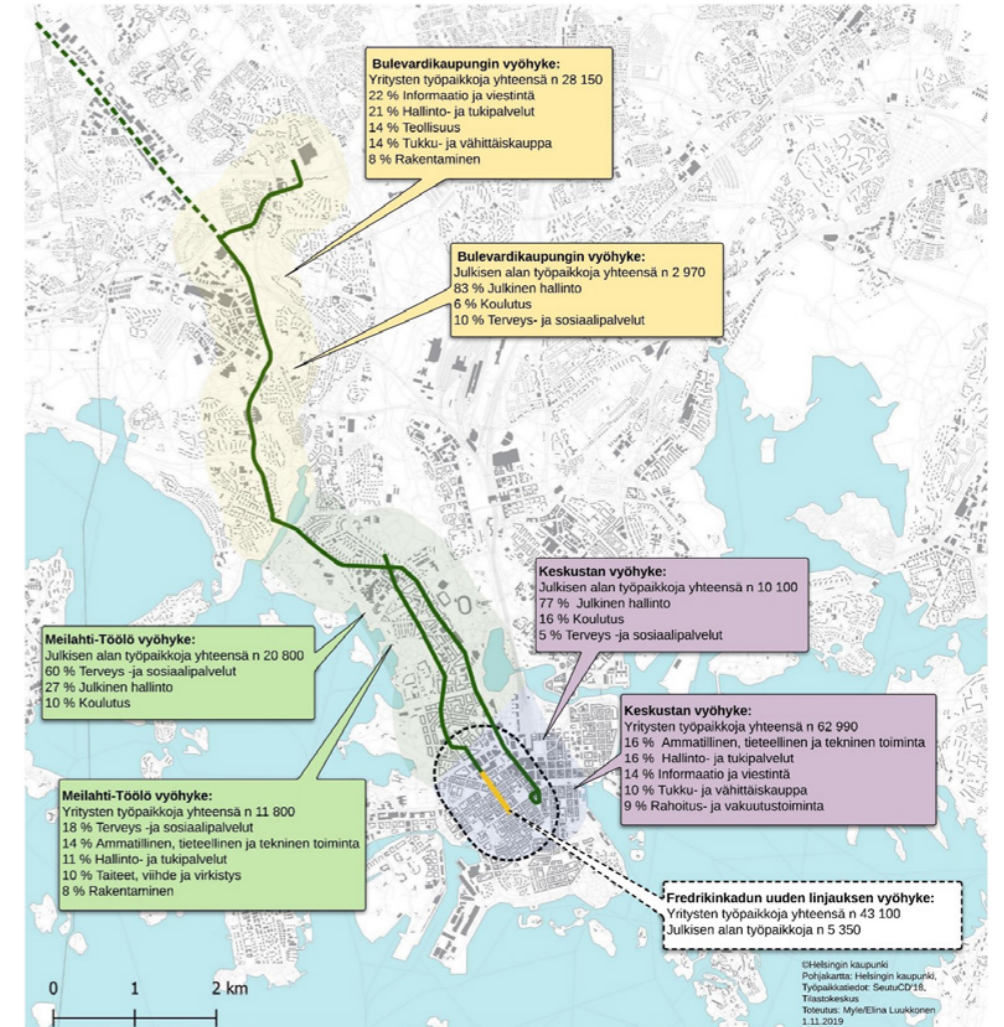 Bulevardikaupungin vyöhyke:
Yritysten työpaikkoja yhteensä n 28 150
22 % Informaatio ja viestintä
21 % Hallinto- ja tukipalvelut
14 % Teollisuus
14 % Tukku- ja vähittäiskauppa
8 % Rakentaminen
Bulevardikaupungin vyöhyke:
Julkisen alan työpaikkoja yhteensä n 2 970
83 % Julkinen hallinto
6 % Koulutus
10 % Terveys- ja sosiaalipalvelut
Keskustan vyöhyke:
Julkisen alan työpaikkoja yhteensä n 10 100
77 % Julkinen hallinto
16 % Koulutus
5 % Terveys -ja sosiaalipalvelut
Meilahti-Töölö vyöhyke:
Julkisen alan työpaikkoja yhteensä n 20 800
60 % Terveys -ja sosiaalipalvelut
27 % Julkinen hallinto
10 % Koulutus
Keskustan vyöhyke:
Yritysten työpaikkoja yhteensä n 62 990
16 % Ammatillinen, tieteellinen ja tekninen toiminta
16 % Hallinto- ja tukipalvelut
14 % Informaatio ja viestintä
10 % Tukku- ja vähittäiskauppa
9 % Rahoitus- ja vakuutustoiminta
Meilahti-Töölö vyöhyke:
Yritysten työpaikkoja yhteensä n 11 800
18 % Terveys -ja sosiaalipalvelut
14 % Ammatillinen, tieteellinen ja tekninen toiminta
11 % Hallinto- ja tukipalvelut
10 % Taiteet, viihde ja virkistys
8 % Rakentaminen
Fredrikinkadun uuden linjauksen vyöhyke:
Yritysten työpaikkoja yhteensä n 43 100
Julkisen alan työpaikkoja n 5 350
0 1 2 km
©Helsingin kaupunki
Pohjakartta: Helsingin kaupunki,
Työpaikkatiedot: SeutuCD'18,
Tilastokeskus
Toteutus: Myle/Elina Luukkonen
1.11.2019